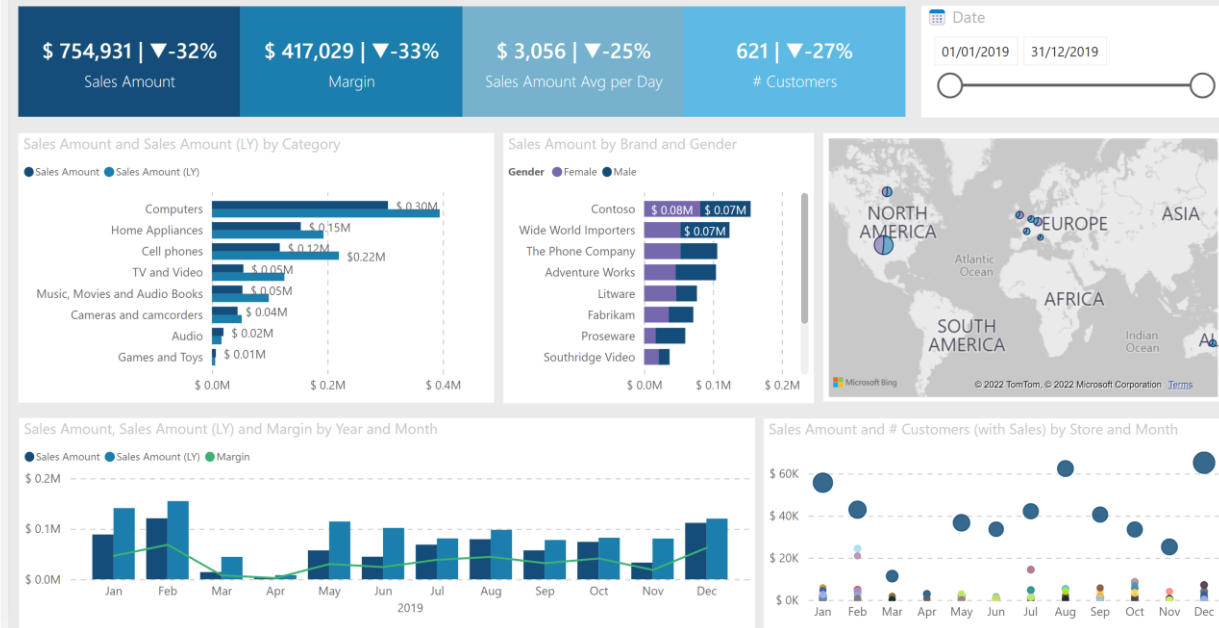 $ 754,931 | ▼-32%
Sales Amount
$ 417,029 | ▼-33%
Margin
$ 3,056 | ▼-25%
Sales Amount Avg per Day
621 | ▼-27%
# Customers
Date
01/01/2019 31/12/2019
Sales Amount and Sales Amount (LY) by Category
Sales Amount Sales Amount (LY)
Computers $ 0.30M
Home Appliances $ 0.15M
Cell phones $ 0.12M
$0.22M
TV and Video $ 0.05M
Music, Movies and Audio Books $ 0.05M
Cameras and camcorders $ 0.04M
Audio $ 0.02M
Games and Toys $ 0.01M
$ 0.0M $ 0.2M $ 0.4M
Sales Amount by Brand and Gender
Gender Female Male
Contoso $ 0.08M $ 0.07M
Wide World Importers $ 0.07M
The Phone Company
Adventure Works
Litware
Fabrikam
Proseware
Southridge Video
$ 0.0M $ 0.1M $ 0.2M
NORTH
AMERICA
EUROPE
ASIA
Atlantic
Ocean
AFRICA
SOUTH
AMERICA
Indian
Ocean
Microsoft Bing
© 2022 TomTom, © 2022 Microsoft Corporation Terms
Sales Amount, Sales Amount (LY) and Margin by Year and Month
Sales Amount Sales Amount (LY) Margin
$ 0.2M
$ 0.1M
$ 0.0M
Jan Feb Mar Apr May Jun Jul Aug Sep Oct Nov Dec
2019
Sales Amount and # Customers (with Sales) by Store and Month
$ 60K
$ 40K
$ 20K
$ 0K
Jan Feb Mar Apr May Jun Jul Aug Sep Oct Nov Dec